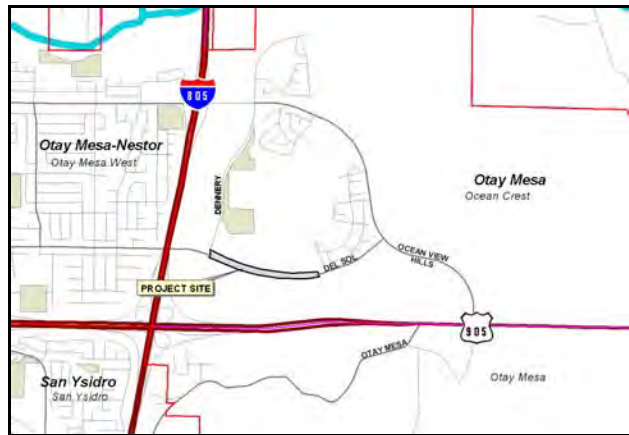 805
Otay Mesa-Nestor
Otay Mesa West
DENNERY
Otay Mesa
Ocean Crest
OCEAN VIEW
HILLS
DEL SOL
PROJECT SITE
905
OTAY MESA
San Ysidro
San Ysidro
Otay Mesa